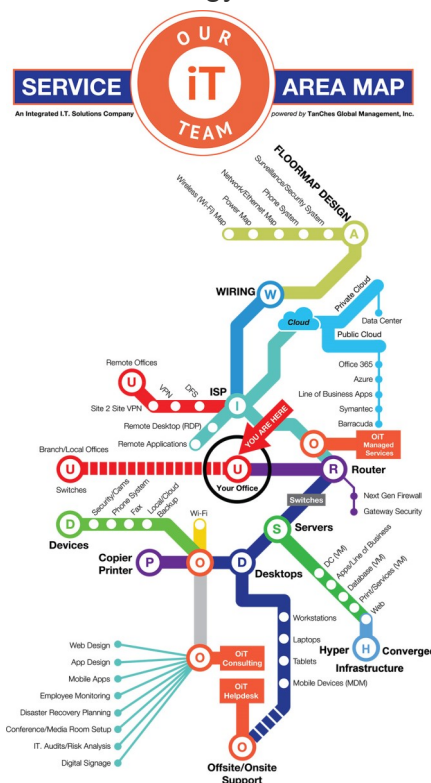 OUR
iT
TEAM
SERVICE
AREA MAP
An Integrated I.T. Solutions Company
powered by TanChes Global Management, Inc.
FLOORMAP DESIGN
Surveillance/Security System
Phone System
Network/Ethernet Map
Power Map
Wireless (Wi-Fi) Map
A
WIRING
W
Cloud
Private Cloud
Data Center
Public Cloud
Office 365
Azure
Line of Business Apps
Symantec
Barracuda
Remote Offices
U
VPN
DFS
Site 2 Site VPN
ISP
I
Remote Desktop (RDP)
Remote Applications
YOU ARE HERE
O
OiT
Managed
Services
Branch/Local Offices
U
Switches
U
Your Office
R
Router
Next Gen Firewall
Gateway Security
Switches
Security/Cams
Phone System
Fax
Local/Cloud
Backup
D
Devices
Wi-Fi
S
Servers
DC (VM)
Apps/Line of Business
Database (VM)
Print/Services (VM)
Web
Copier
Printer
P
O
D
Desktops
Workstations
Laptops
Tablets
Mobile Devices (MDM)
Hyper
H
Converged
Infrastructure
Web Design
App Design
Mobile Apps
Employee Monitoring
Disaster Recovery Planning
Conference/Media Room Setup
IT. Audits/Risk Analysis
Digital Signage
O
OiT
Consulting
OiT
Helpdesk
O
Offsite/Onsite
Support